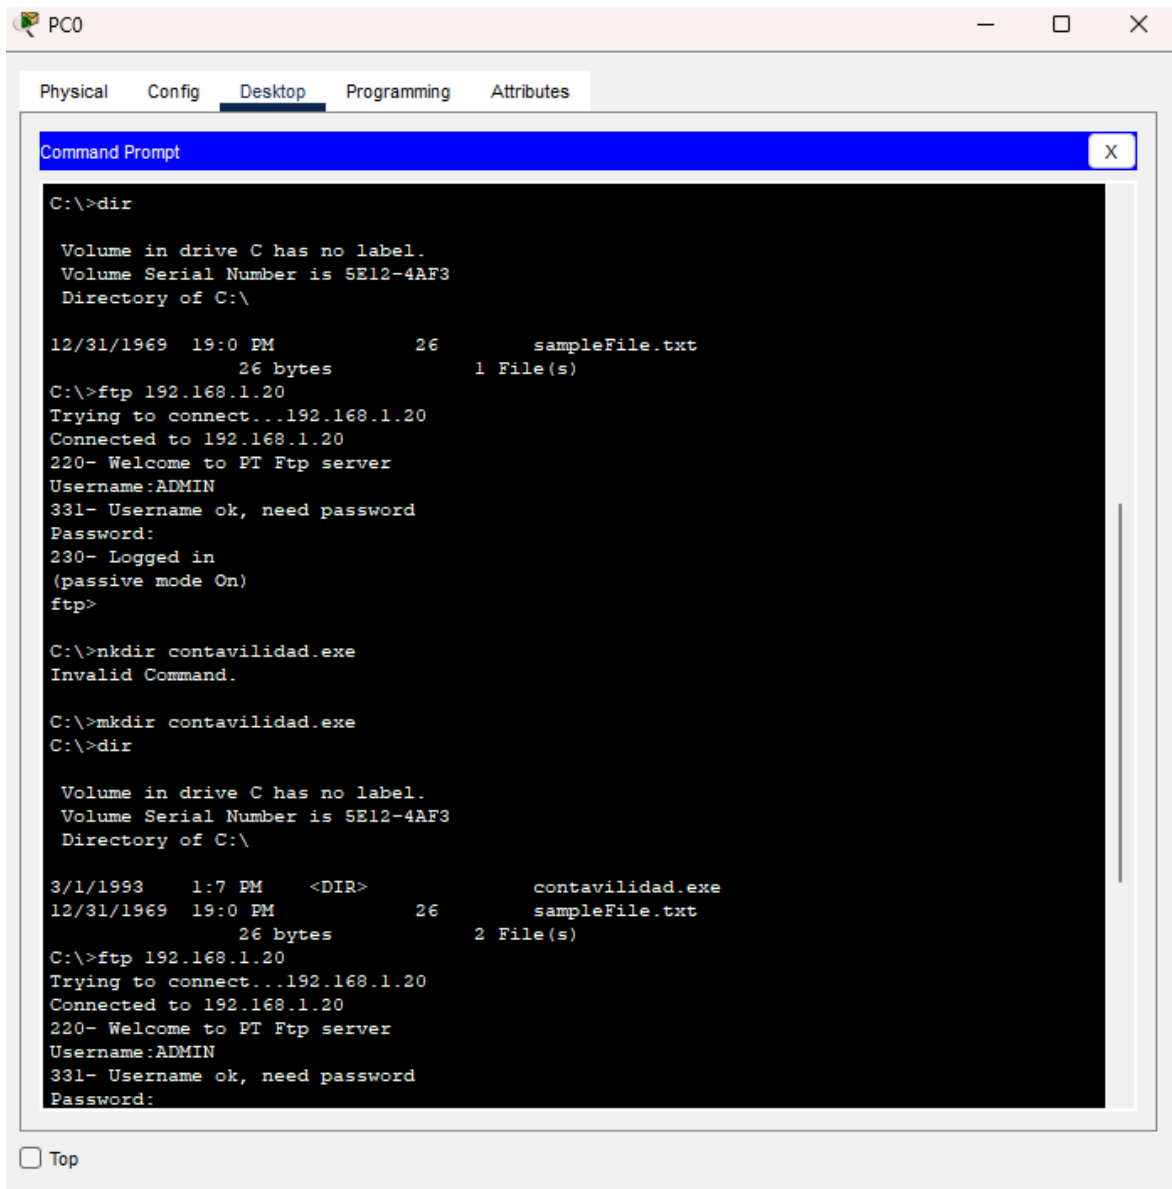 PC0
Physical Config Desktop Programming Attributes
Command Prompt X
C:\>dir
Volume in drive C has no label.
Volume Serial Number is 5E12-4AF3
Directory of C:\
12/31/1969 19:0 PM 26 sampleFile.txt
26 bytes 1 File(s)
C:\>ftp 192.168.1.20
Trying to connect...192.168.1.20
Connected to 192.168.1.20
220- Welcome to PT Ftp server
Username:ADMIN
331- Username ok, need password
Password:
230- Logged in
(passive mode On)
ftp>
C:\>nkdir contavilidad.exe
Invalid Command.
C:\>mkdir contavilidad.exe
C:\>dir
Volume in drive C has no label.
Volume Serial Number is 5E12-4AF3
Directory of C:\
3/1/1993 1:7 PM <DIR> contavilidad.exe
12/31/1969 19:0 PM 26 sampleFile.txt
26 bytes 2 File(s)
C:\>ftp 192.168.1.20
Trying to connect...192.168.1.20
Connected to 192.168.1.20
220- Welcome to PT Ftp server
Username:ADMIN
331- Username ok, need password
Password:
Top